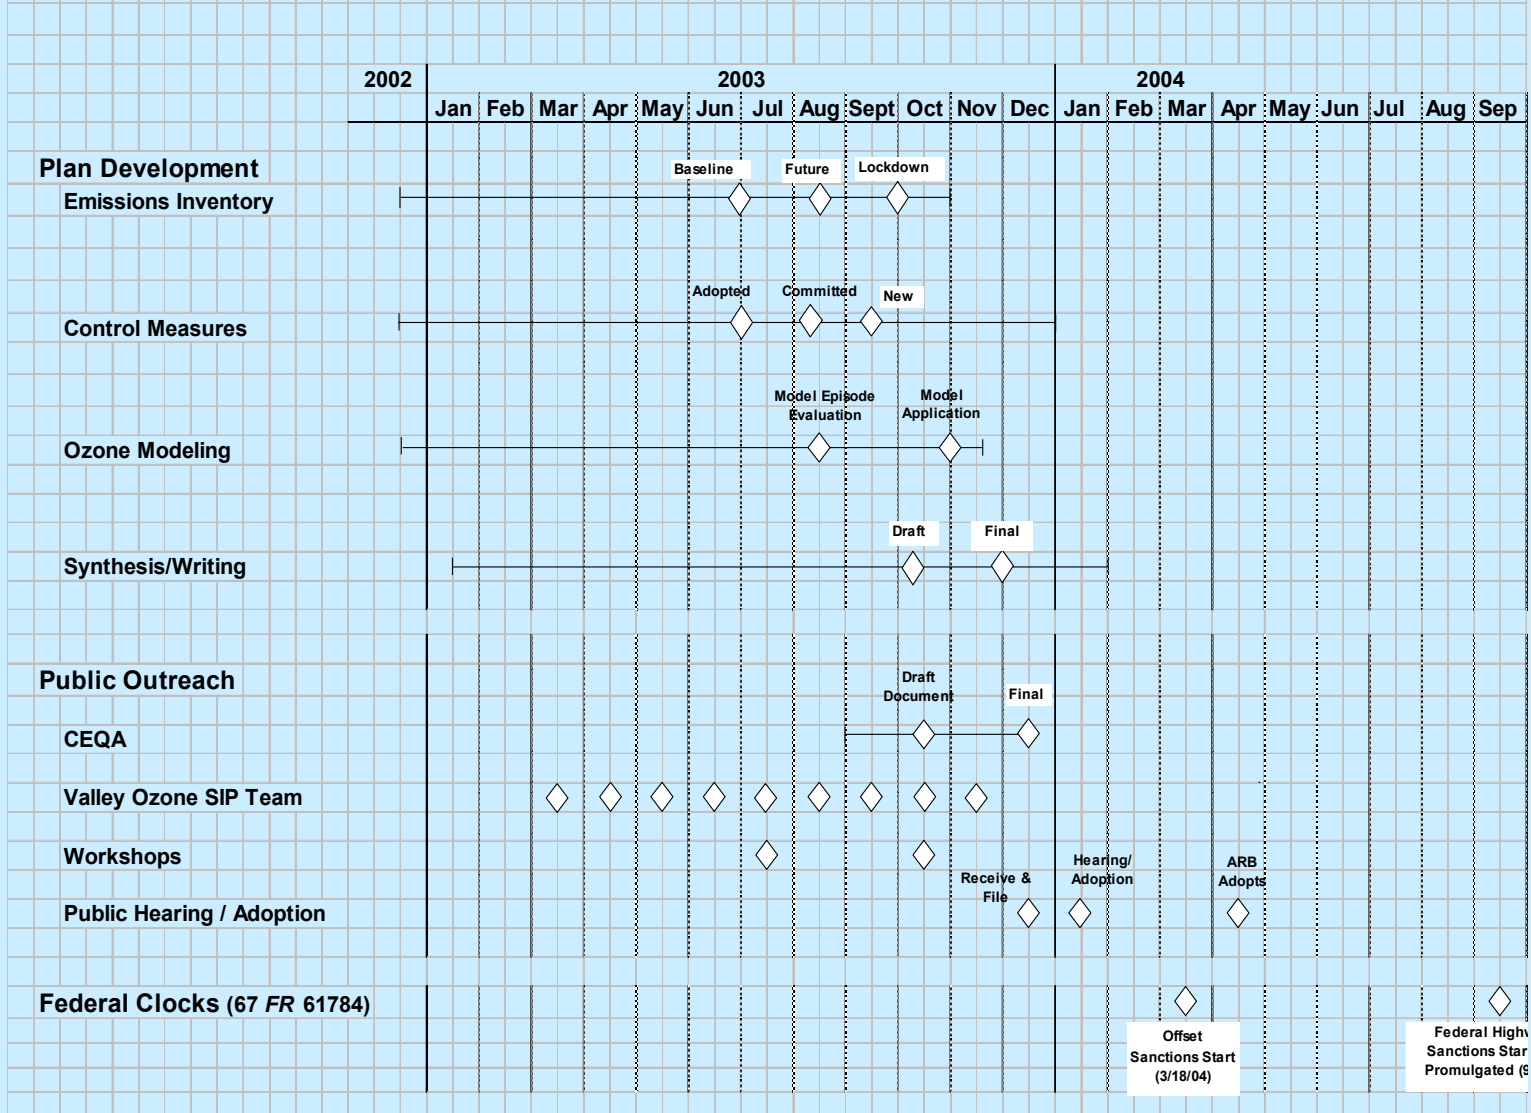 2002 2003 2004
Jan Feb Mar Apr May Jun Jul Aug Sept Oct Nov Dec Jan Feb Mar Apr May Jun Jul Aug Sep
Plan Development
Baseline Future Lockdown
Emissions Inventory
Adopted Committed New
Control Measures
Model Episode Model
Evaluation Application
Ozone Modeling
Draft Final
Synthesis/Writing
Public Outreach
Draft
Document Final
CEQA
Valley Ozone SIP Team
Workshops
Hearing/ ARB
Receive & Adoption Adopts
File
Public Hearing / Adoption
Federal Clocks (67 FR 61784)
Offset Federal
Sanctions Start Sanctions
(3/18/04) Promulgated